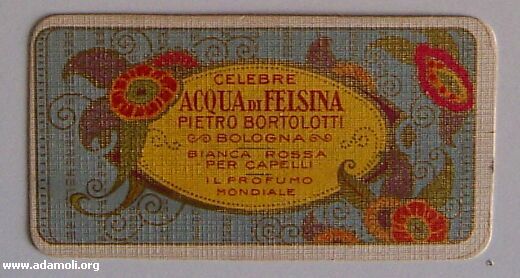 CELEBRE
ACQUA DI FELSINA
PIETRO BORTOLOTTI
BOLOGNA
BIANCA ROSSA
PER CAPELLI
IL PROFUMO
MONDIALE
www.adamoli.org